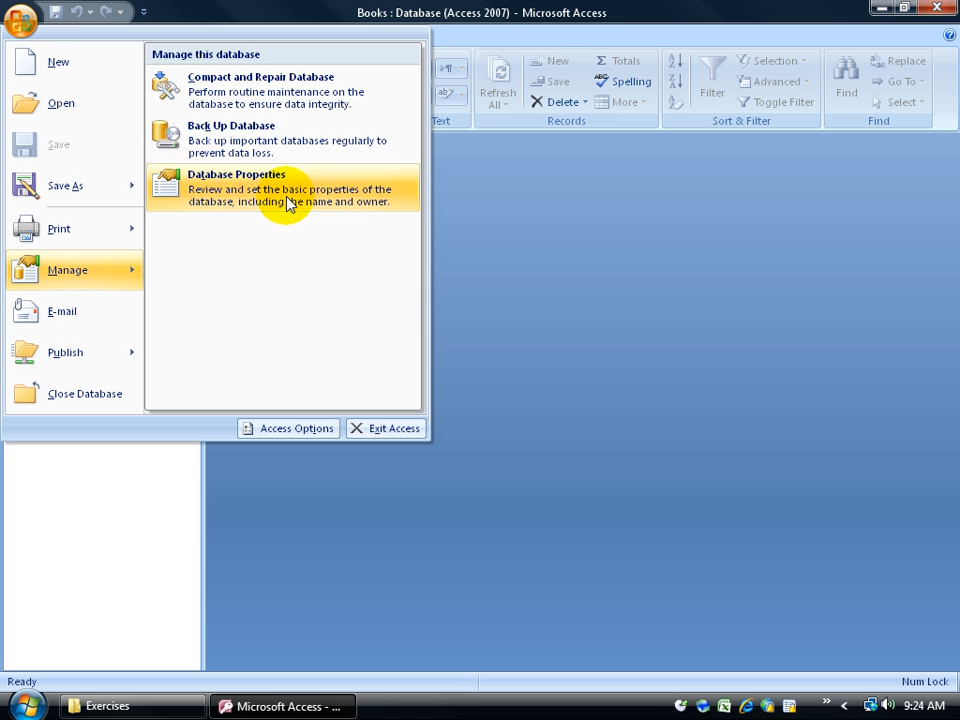 Books : Database (Access 2007) - Microsoft Access
New
Open
Save
Save As
Print
Manage
E-mail
Publish
Close Database
Manage this database
Compact and Repair Database
Perform routine maintenance on the
database to ensure data integrity.
Back Up Database
Back up important databases regularly to
prevent data loss.
Database Properties
Review and set the basic properties of the
database, including the name and owner.
Access Options
Exit Access
Text
Refresh
All
New
Save
Delete
Totals
ABC
Spelling
More
Records
Filter
Selection
Advanced
Toggle Filter
Sort & Filter
Find
Replace
Go To
Select
Find
Ready
Num Lock
Exercises
Microsoft Access - ...
9:24 AM